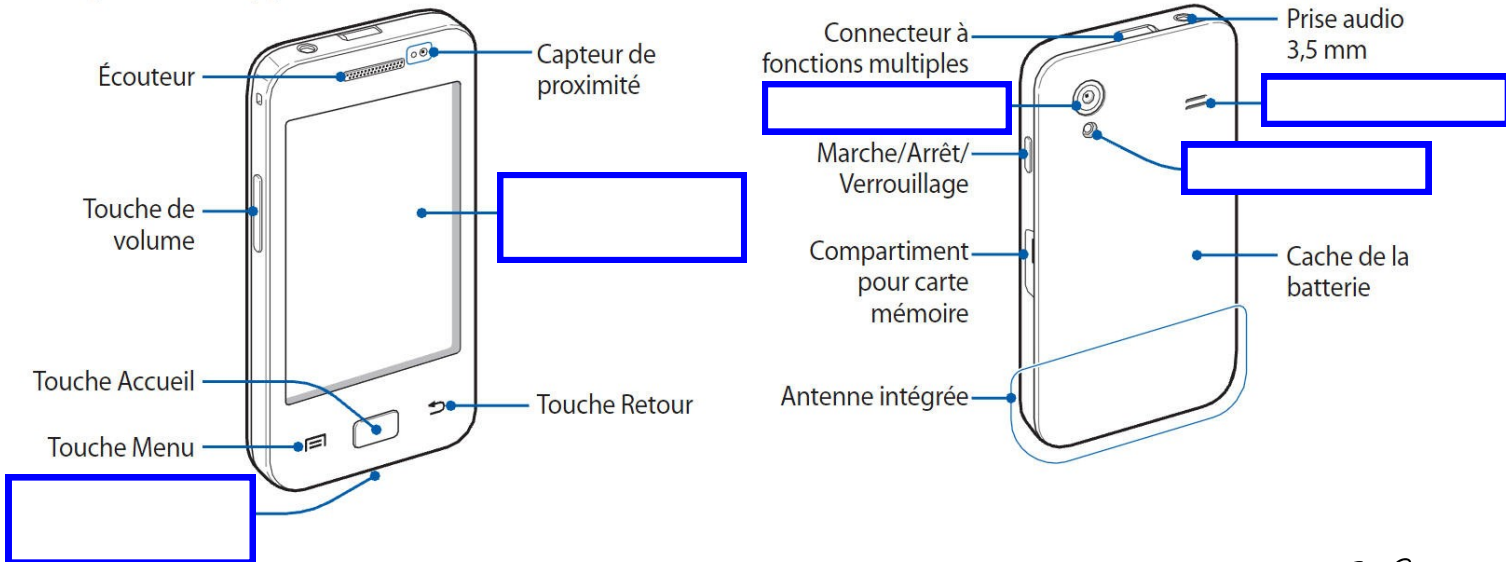 Écouteur
Capteur de
proximité
Touche de
volume
Touche Accueil
Touche Retour
Touche Menu
Connecteur à
fonctions multiples
Prise audio
3,5 mm
Marche/Arrêt/
Verrouillage
Compartiment
pour carte
mémoire
Cache de la
batterie
Antenne intégrée